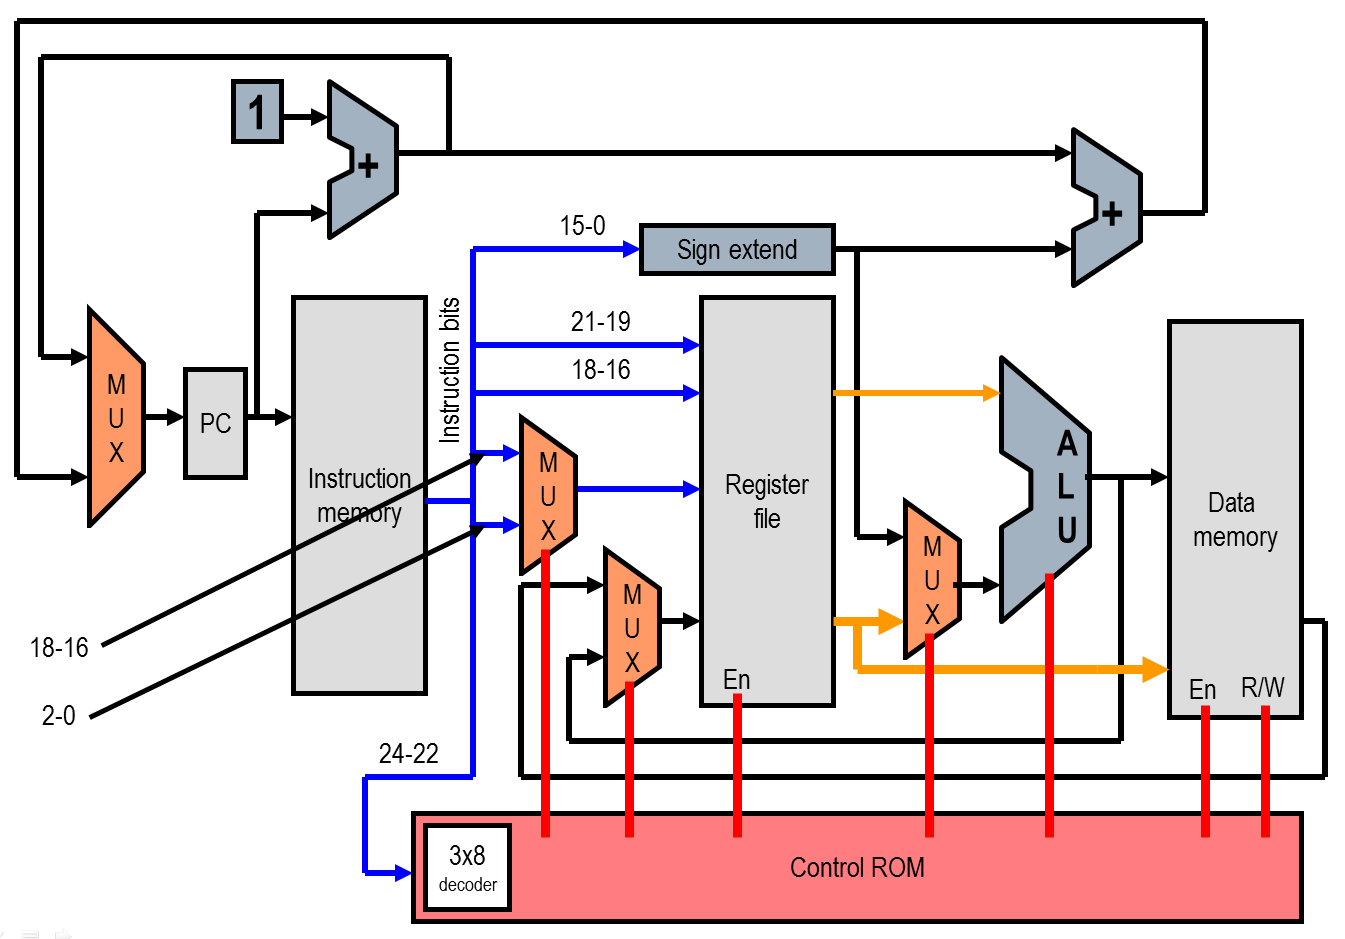 1
+
+
15-0
Sign extend
Instruction bits
21-19
18-16
M
U
X
PC
Instruction
memory
M
U
X
Register
file
A
L
U
Data
memory
M
U
X
M
U
X
18-16
2-0
En
En
R/W
24-22
3x8
decoder
Control ROM